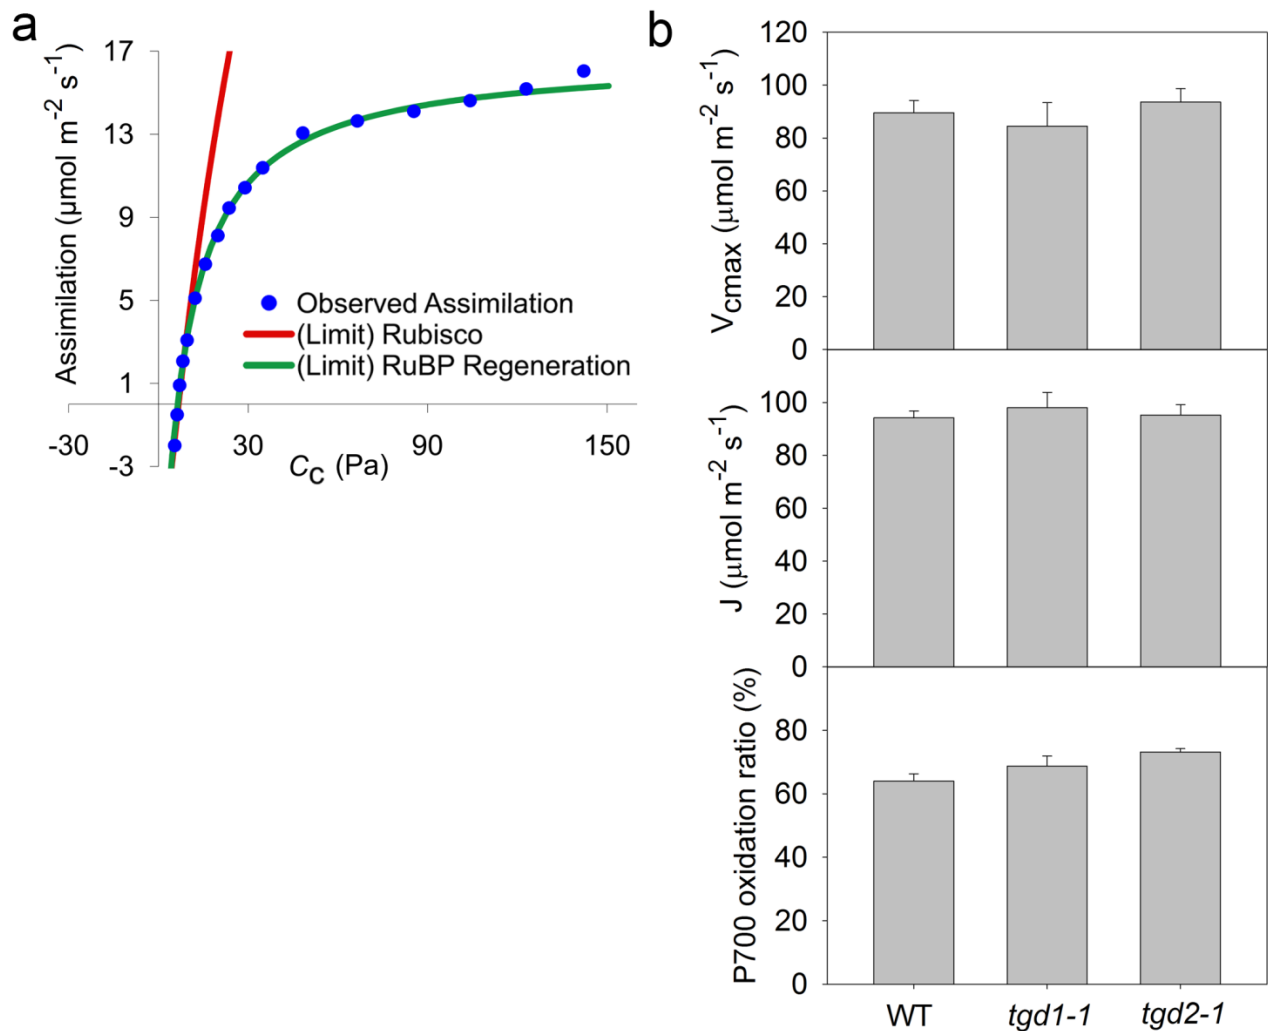 a
Assimilation (μmol m⁻² s⁻¹)
17
13
9
5
1
-3
-30
30
90
150
Cc (Pa)
Observed Assimilation
(Limit) Rubisco
(Limit) RuBP Regeneration
b
Vcmax (μmol m⁻² s⁻¹)
120
100
80
60
40
20
0
J (μmol m⁻² s⁻¹)
100
80
60
40
20
0
P700 oxidation ratio (%)
80
60
40
20
0
WT
tgd1-1
tgd2-1